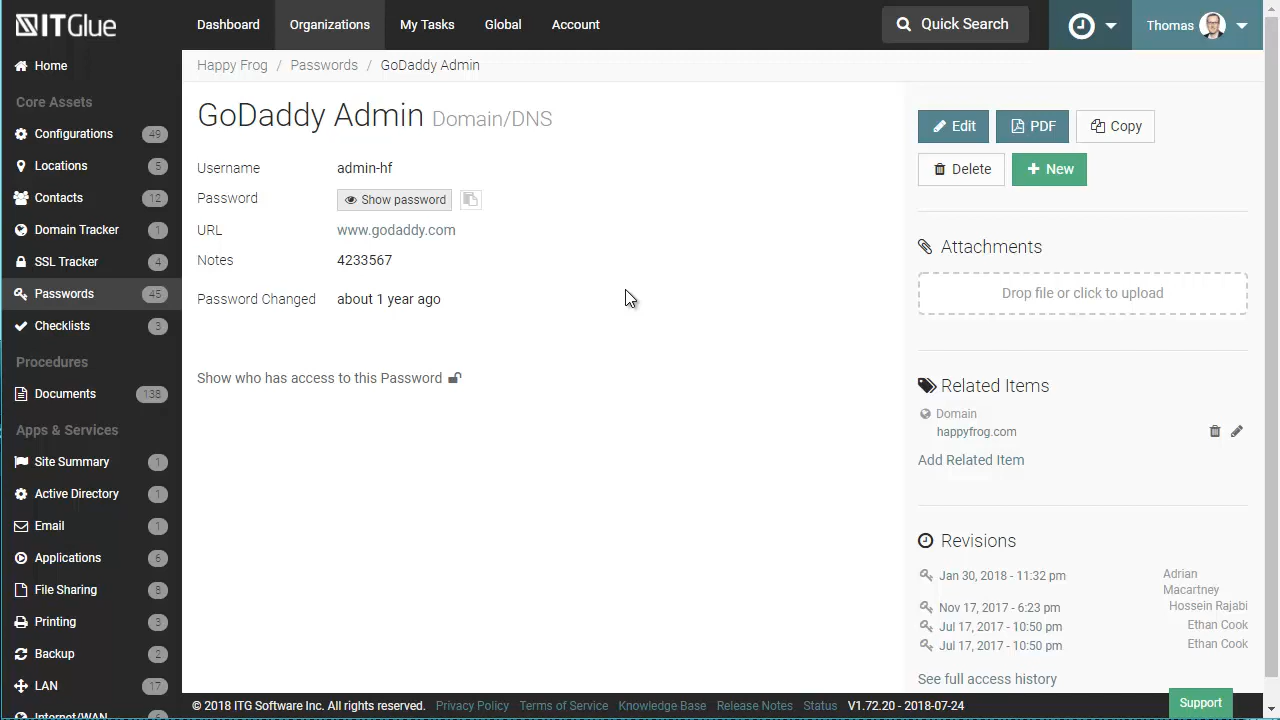 ITGlue
Dashboard Organizations My Tasks Global Account Quick Search Thomas
Home
Core Assets
Configurations 49
Locations 5
Contacts 12
Domain Tracker 1
SSL Tracker 4
Passwords 45
Checklists 3
Procedures
Documents 138
Apps & Services
Site Summary 1
Active Directory 1
Email 1
Applications 6
File Sharing 8
Printing 3
Backup 2
LAN 17
Internet/WAN 6
Happy Frog / Passwords / GoDaddy Admin
GoDaddy Admin Domain/DNS
Username admin-hf
Password Show password
URL www.godaddy.com
Notes 4233567
Password Changed about 1 year ago
Show who has access to this Password
Edit PDF Copy
Delete New
Attachments
Drop file or click to upload
Related Items
Domain
happyfrog.com
Add Related Item
Revisions
Jan 30, 2018 - 11:32 pm Adrian
Macartney
Nov 17, 2017 - 6:23 pm Hossein Rajabi
Jul 17, 2017 - 10:50 pm Ethan Cook
Jul 17, 2017 - 10:50 pm Ethan Cook
See full access history
© 2018 ITG Software Inc. All rights reserved. Privacy Policy Terms of Service Knowledge Base Release Notes Status V1.72.20 - 2018-07-24
Support